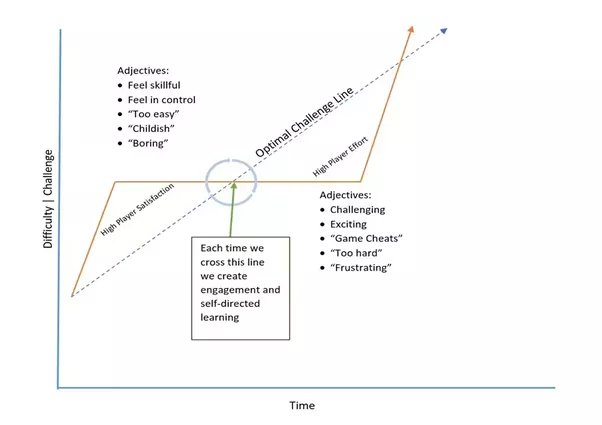 Adjectives:
• Feel skillful
• Feel in control
• “Too easy”
• “Childish”
• “Boring”
Optimal Challenge Line
High Player Effort
High Player Satisfaction
Difficulty | Challenge
Adjectives:
• Challenging
• Exciting
• “Game Cheats”
• “Too hard”
• “Frustrating”
Each time we
cross this line
we create
engagement and
self-directed
learning
Time